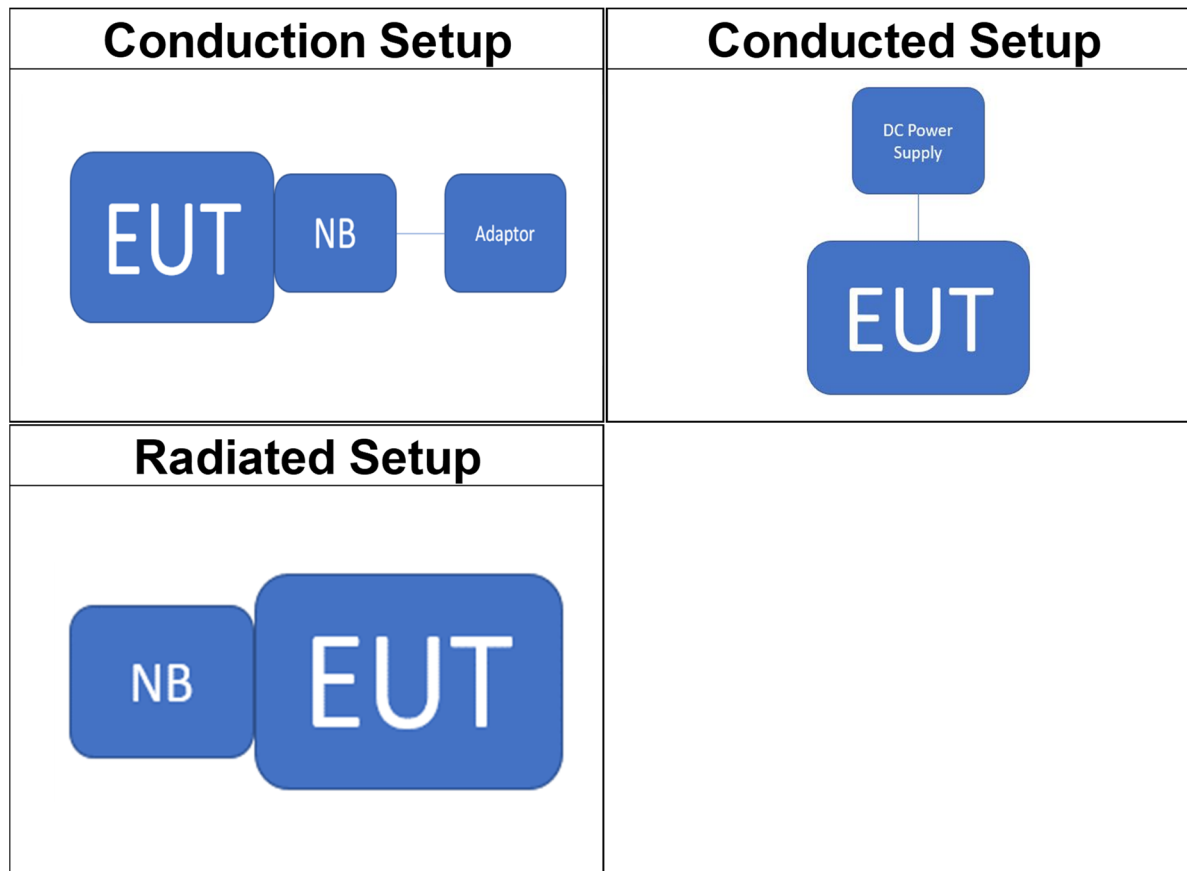 Conduction Setup
EUT
NB
Adaptor
Conducted Setup
DC Power
Supply
EUT
Radiated Setup
NB
EUT